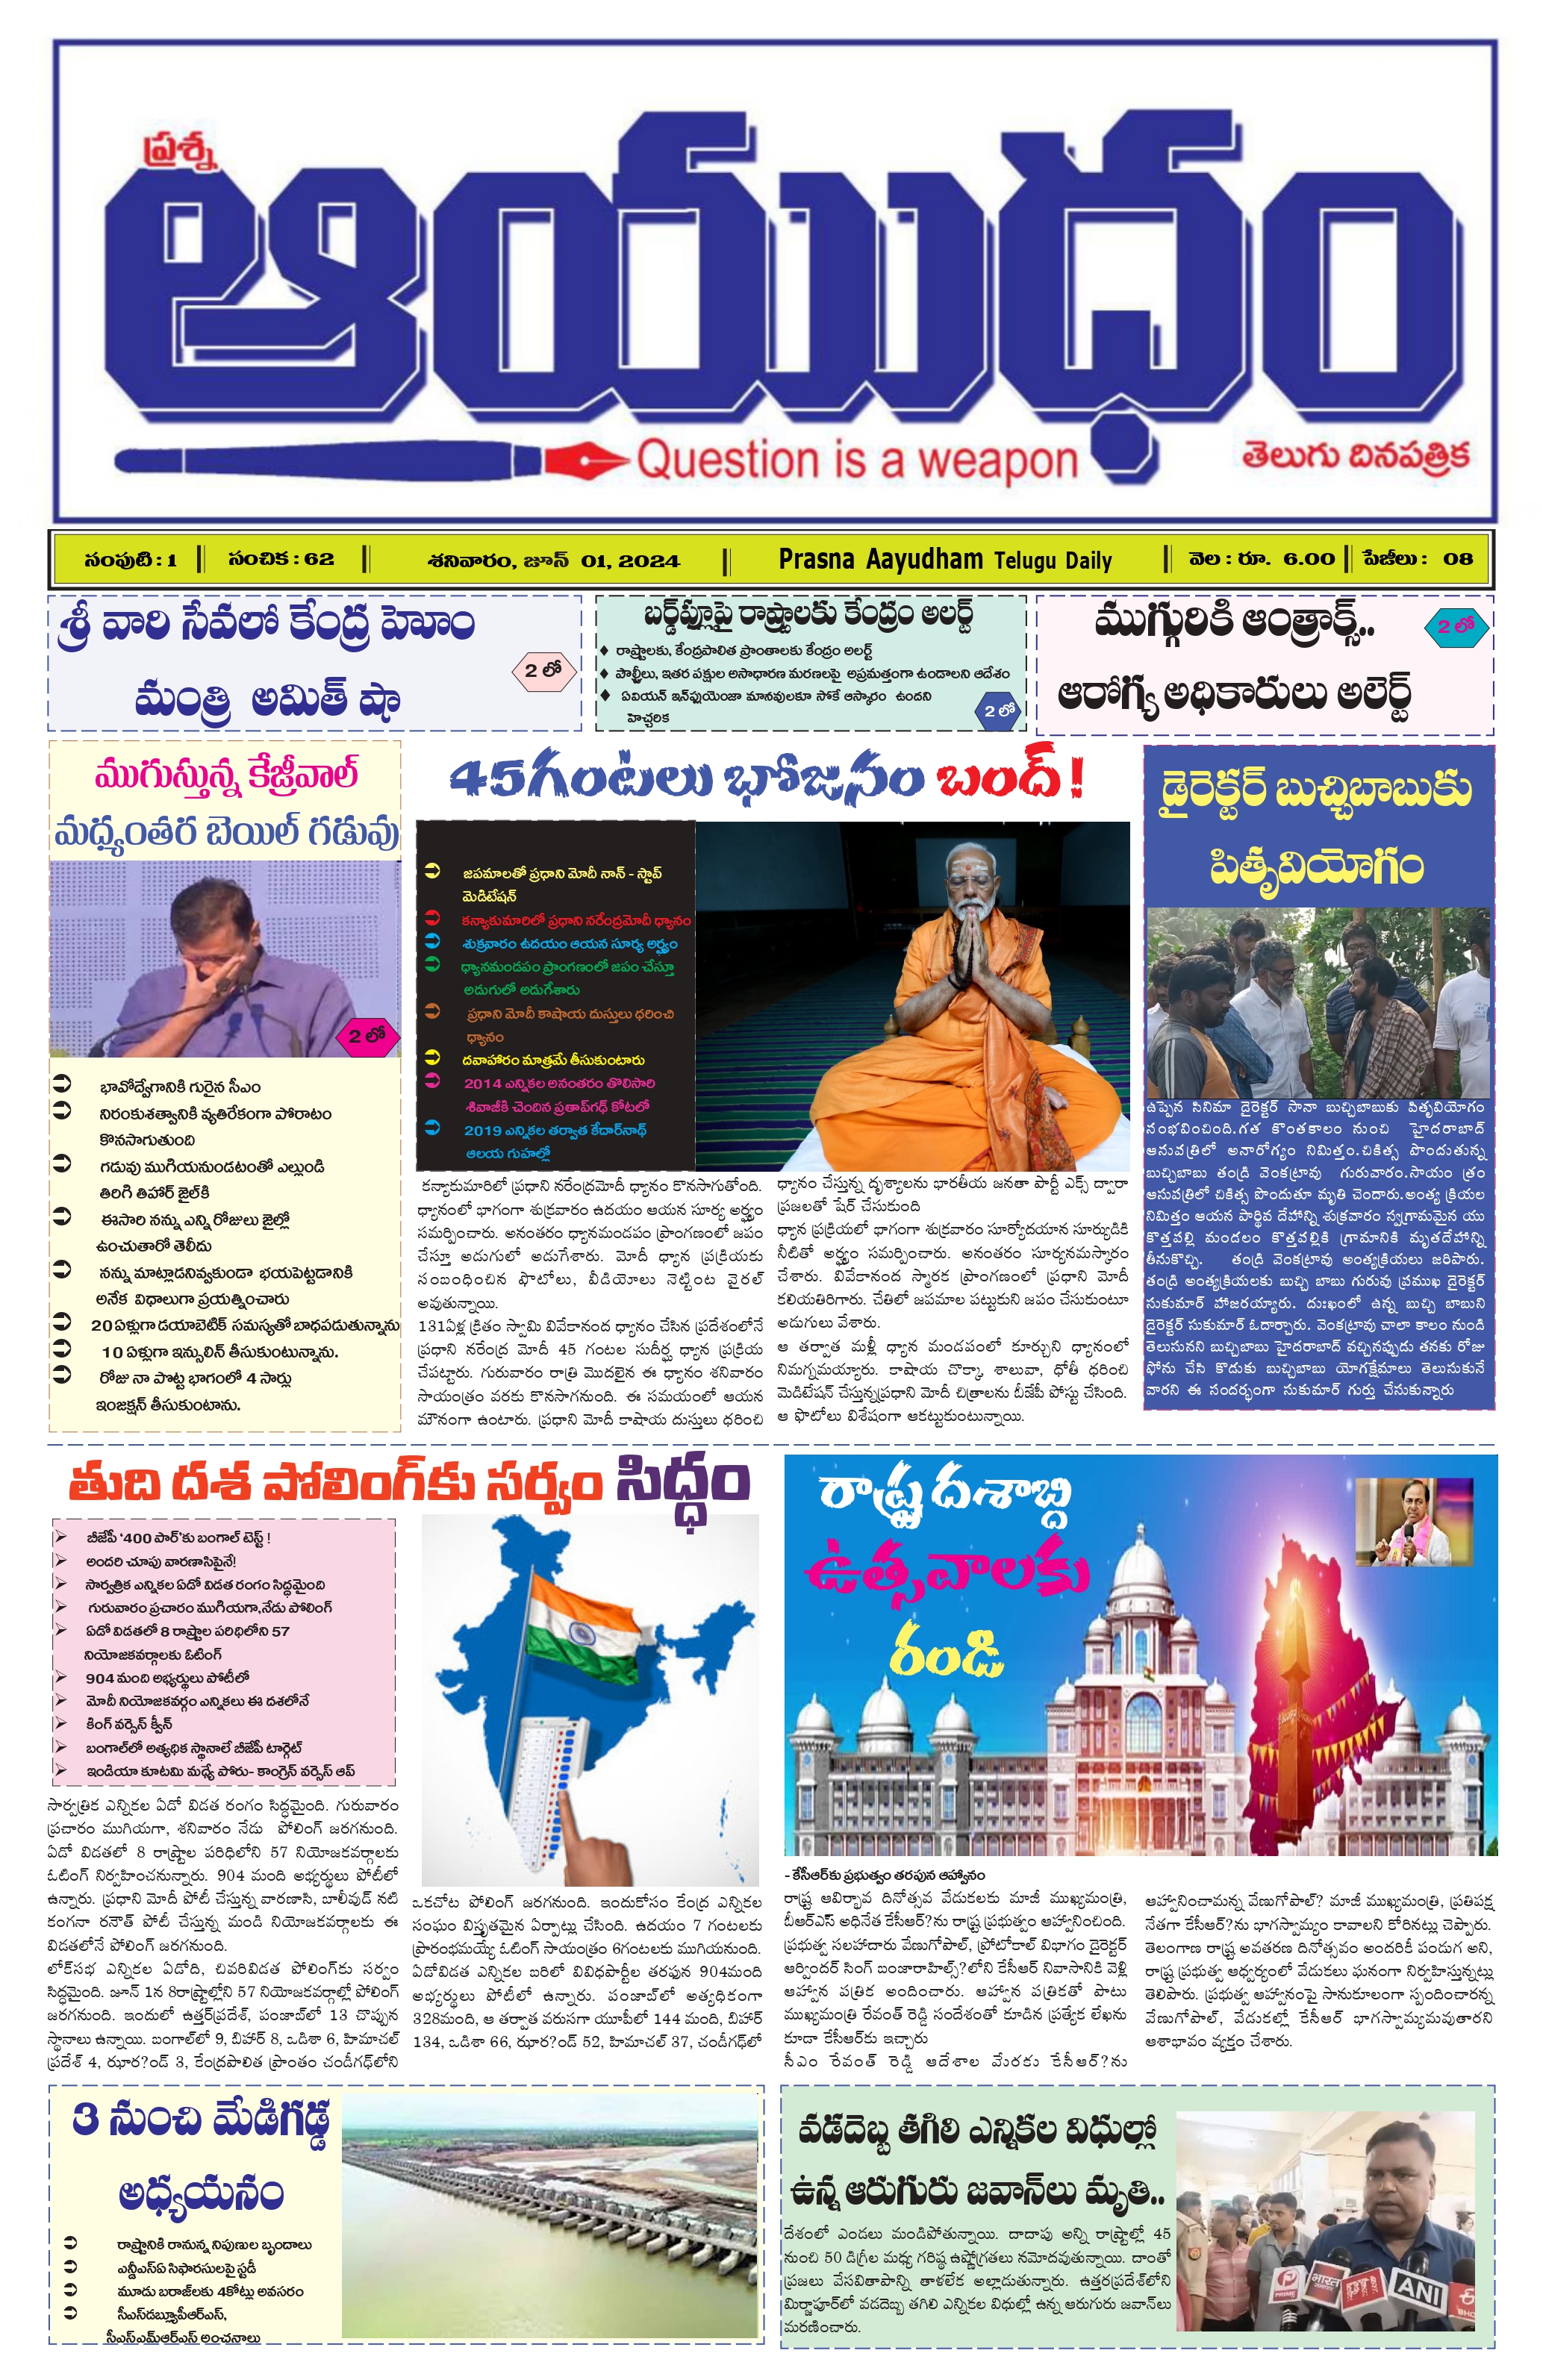 ప్రశ్న
ఆయుధం
Question is a weapon
తెలుగు దినపత్రిక
సంపుటి : 1
సంచిక : 62
శనివారం, జూన్ 01, 2024
Prasna Aayudham Telugu Daily
వెల : రూ. 6.00
పేజీలు : 08
శ్రీ వారి సేవలో కేంద్ర హెూం
మంత్రి అమిత్ షా
2 లో
బర్డ్‌ఫ్లూపై రాష్ట్రాలకు కేంద్రం అలర్ట్
♦ రాష్ట్రాలకు, కేంద్రపాలిత ప్రాంతాలకు కేంద్రం అలర్ట్
♦ పౌల్ట్రీలు, ఇతర పక్షుల అసాధారణ మరణలపై అప్రమత్తంగా ఉండాలని ఆదేశం
♦ ఏవియన్ ఇన్‌ఫ్లుయెంజా మానవులకూ సోకే ఆస్కారం ఉందని
హెచ్చరిక
2 లో
ముగ్గురికి ఆంత్రాక్స్..
ఆరోగ్య అధికారులు అలెర్ట్
2 లో
ముగుస్తున్న కేజ్రీవాల్
మధ్యంతర బెయిల్ గడువు
2 లో
భావోద్వేగానికి గురైన సీఎం
నిరంకుశత్వానికి వ్యతిరేకంగా పోరాటం
కొనసాగుతుంది
గడువు ముగియనుండటంతో ఎల్లుండి
తిరిగి తిహార్ జైల్‌కి
ఈసారి నన్ను ఎన్ని రోజులు జైల్లో
ఉంచుతారో తెలీదు
నన్ను మాట్లాడనివ్వకుండా భయపెట్టడానికి
అనేక విధాలుగా ప్రయత్నించారు
20 ఏళ్లుగా డయాబెటిక్ సమస్యతో బాధపడుతున్నాను
10 ఏళ్లుగా ఇన్సులిన్ తీసుకుంటున్నాను.
రోజు నా పొట్ట భాగంలో 4 సార్లు
ఇంజక్షన్ తీసుకుంటాను.
45గంటలు భోజనం బంద్ !
జపమాలతో ప్రధాని మోదీ నాన్ - స్టాప్
మెడిటేషన్
కన్యాకుమారిలో ప్రధాని నరేంద్రమోదీ ధ్యానం
శుక్రవారం ఉదయం ఆయన సూర్య అర్ఘ్యం
ధ్యానమండపం ప్రాంగణంలో జపం చేస్తూ
అడుగులో అడుగేశారు
ప్రధాని మోదీ కాషాయ దుస్తులు ధరించి
ధ్యానం
దవాహారం మాత్రమే తీసుకుంటారు
2014 ఎన్నికల అనంతరం తొలిసారి
శివాజీకి చెందిన ప్రతాప్‌గఢ్ కోటలో
2019 ఎన్నికల తర్వాత కేదార్‌నాథ్
ఆలయ గుహల్లో
కన్యాకుమారిలో ప్రధాని నరేంద్రమోదీ ధ్యానం కొనసాగుతోంది.
ధ్యానంలో భాగంగా శుక్రవారం ఉదయం ఆయన సూర్య అర్ఘ్యం
సమర్పించారు. అనంతరం ధ్యానమండపం ప్రాంగణంలో జపం
చేస్తూ అడుగులో అడుగేశారు. మోదీ ధ్యాన ప్రక్రియకు
సంబంధించిన ఫొటోలు, వీడియోలు నెట్టింట వైరల్
అవుతున్నాయి.
131ఏళ్ల క్రితం స్వామి వివేకానంద ధ్యానం చేసిన ప్రదేశంలోనే
ప్రధాని నరేంద్ర మోదీ 45 గంటల సుదీర్ఘ ధ్యాన ప్రక్రియ
చేపట్టారు. గురువారం రాత్రి మొదలైన ఈ ధ్యానం శనివారం
సాయంత్రం వరకు కొనసాగనుంది. ఈ సమయంలో ఆయన
మౌనంగా ఉంటారు. ప్రధాని మోదీ కాషాయ దుస్తులు ధరించి
ధ్యానం చేస్తున్న దృశ్యాలను భారతీయ జనతా పార్టీ ఎక్స్ ద్వారా
ప్రజలతో షేర్ చేసుకుంది
ధ్యాన ప్రక్రియలో భాగంగా శుక్రవారం సూర్యోదయాన సూర్యుడికి
నీటితో అర్ఘ్యం సమర్పించారు. అనంతరం సూర్యనమస్కారం
చేశారు. వివేకానంద స్మారక ప్రాంగణంలో ప్రధాని మోదీ
కలియతిరిగారు. చేతిలో జపమాల పట్టుకుని జపం చేసుకుంటూ
అడుగులు వేశారు.
ఆ తర్వాత మళ్లీ ధ్యాన మండపంలో కూర్చుని ధ్యానంలో
నిమగ్నమయ్యారు. కాషాయ చొక్కా, శాలువా, ధోతీ ధరించి
మెడిటేషన్ చేస్తున్నప్రధాని మోదీ చిత్రాలను బీజేపీ పోస్టు చేసింది.
ఆ ఫొటోలు విశేషంగా ఆకట్టుకుంటున్నాయి.
డైరెక్టర్ బుచ్చిబాబుకు
పితృవియోగం
ఉప్పెన సినిమా డైరెక్టర్ సానా బుచ్చిబాబుకు పితృవియోగం
సంభవించింది.గత కొంతకాలం నుంచి హైదరాబాద్
ఆసుపత్రిలో అనారోగ్యం నిమిత్తం.చికిత్స పొందుతున్న
బుచ్చిబాబు తండ్రి వెంకట్రావు గురువారం.సాయం త్రం
ఆసుపత్రిలో చికిత్స పొందుతూ మృతి చెందారు.అంత్య క్రియల
నిమిత్తం ఆయన పార్థివ దేహాన్ని శుక్రవారం స్వగ్రామమైన యు
కొత్తపల్లి మండలం కొత్తపల్లికి గ్రామానికి మృతదేహాన్ని
తీసుకొచ్చి. తండ్రి వెంకట్రావు అంత్యక్రియలు జరిపారు.
తండ్రి అంత్యక్రియలకు బుచ్చి బాబు గురువు ప్రముఖ డైరెక్టర్
సుకుమార్ హాజరయ్యారు. దుఃఖంలో ఉన్న బుచ్చి బాబుని
డైరెక్టర్ సుకుమార్ ఓదార్చారు. వెంకట్రావు చాలా కాలం నుండి
తెలుసునని బుచ్చిబాబు హైదరాబాద్ వచ్చినప్పుడు తనకు రోజు
ఫోను చేసి కొడుకు బుచ్చిబాబు యోగక్షేమాలు తెలుసుకునే
వారని ఈ సందర్భంగా సుకుమార్ గుర్తు చేసుకున్నారు
తుది దశ పోలింగ్‌కు సర్వం సిద్ధం
బీజేపీ ‘400 పార్’కు బంగాల్ టెస్ట్ !
అందరి చూపు వారణాసిపైనే!
సార్వత్రిక ఎన్నికల ఏడో విడత రంగం సిద్ధమైంది
గురువారం ప్రచారం ముగియగా,నేడు పోలింగ్
ఏడో విడతలో 8 రాష్ట్రాల పరిధిలోని 57
నియోజకవర్గాలకు ఓటింగ్
904 మంది అభ్యర్థులు పోటీలో
మోదీ నియోజకవర్గం ఎన్నికలు ఈ దశలోనే
కింగ్ వర్సెస్ క్వీన్
బంగాల్‌లో అత్యధిక స్థానాలే బీజేపీ టార్గెట్
ఇండియా కూటమి మధ్యే పోరు- కాంగ్రెస్ వర్సెస్ ఆప్
సార్వత్రిక ఎన్నికల ఏడో విడత రంగం సిద్ధమైంది. గురువారం
ప్రచారం ముగియగా, శనివారం నేడు పోలింగ్ జరగనుంది.
ఏడో విడతలో 8 రాష్ట్రాల పరిధిలోని 57 నియోజకవర్గాలకు
ఓటింగ్ నిర్వహించనున్నారు. 904 మంది అభ్యర్థులు పోటీలో
ఉన్నారు. ప్రధాని మోదీ పోటీ చేస్తున్న వారణాసి, బాలీవుడ్ నటి
కంగనా రనౌత్ పోటీ చేస్తున్న మండి నియోజకవర్గాలకు ఈ
విడతలోనే పోలింగ్ జరగనుంది.
లోక్‌సభ ఎన్నికల ఏడోది, చివరివిడత పోలింగ్‌కు సర్వం
సిద్ధమైంది. జూన్ 1న 8రాష్ట్రాల్లోని 57 నియోజకవర్గాల్లో పోలింగ్
జరగనుంది. ఇందులో ఉత్తర్‌ప్రదేశ్, పంజాబ్‌లో 13 చొప్పున
స్థానాలు ఉన్నాయి. బంగాల్‌లో 9, బిహార్ 8, ఒడిశా 6, హిమాచల్
ప్రదేశ్ 4, ఝార?ండ్ 3, కేంద్రపాలిత ప్రాంతం చండీగఢ్‌లోని
ఒకచోట పోలింగ్ జరగనుంది. ఇందుకోసం కేంద్ర ఎన్నికల
సంఘం విస్తృతమైన ఏర్పాట్లు చేసింది. ఉదయం 7 గంటలకు
ప్రారంభమయ్యే ఓటింగ్ సాయంత్రం 6గంటలకు ముగియనుంది.
ఏడోవిడత ఎన్నికల బరిలో వివిధపార్టీల తరఫున 904మంది
అభ్యర్థులు పోటీలో ఉన్నారు. పంజాబ్‌లో అత్యధికంగా
328మంది, ఆ తర్వాత వరుసగా యూపీలో 144 మంది, బిహార్
134, ఒడిశా 66, ఝార?ండ్ 52, హిమాచల్ 37, చండీగఢ్‌లో
రాష్ట్ర దశాబ్ది
ఉత్సవాలకు
రండి
- కేసీఆర్‌కు ప్రభుత్వం తరపున ఆహ్వానం
రాష్ట్ర ఆవిర్భావ దినోత్సవ వేడుకలకు మాజీ ముఖ్యమంత్రి,
బీఆర్ఎస్ అధినేత కేసీఆర్?ను రాష్ట్ర ప్రభుత్వం ఆహ్వానించింది.
ప్రభుత్వ సలహాదారు వేణుగోపాల్, ప్రోటోకాల్ విభాగం డైరెక్టర్
ఆర్విందర్ సింగ్ బంజారాహిల్స్?లోని కేసీఆర్ నివాసానికి వెళ్లి
ఆహ్వాన పత్రిక అందించారు. ఆహ్వాన పత్రికతో పాటు
ముఖ్యమంత్రి రేవంత్ రెడ్డి సందేశంతో కూడిన ప్రత్యేక లేఖను
కూడా కేసీఆర్‌కు ఇచ్చారు
సీఎం రేవంత్ రెడ్డి ఆదేశాల మేరకు కేసీఆర్?ను
ఆహ్వానించామన్న వేణుగోపాల్? మాజీ ముఖ్యమంత్రి, ప్రతిపక్ష
నేతగా కేసీఆర్?ను భాగస్వామ్యం కావాలని కోరినట్లు చెప్పారు.
తెలంగాణ రాష్ట్ర అవతరణ దినోత్సవం అందరికీ పండుగ అని,
రాష్ట్ర ప్రభుత్వ ఆధ్వర్యంలో వేడుకలు ఘనంగా నిర్వహిస్తున్నట్లు
తెలిపారు. ప్రభుత్వ ఆహ్వానంపై సానుకూలంగా స్పందించారన్న
వేణుగోపాల్, వేడుకల్లో కేసీఆర్ భాగస్వామ్యమవుతారని
ఆశాభావం వ్యక్తం చేశారు.
3 నుంచి మేడిగడ్డ
అధ్యయనం
రాష్ట్రానికి రానున్న నిపుణుల బృందాలు
ఎన్డీఎస్ఏ సిఫారసులపై స్టడీ
మూడు బరాజ్‌లకు 4కోట్లు అవసరం
సీఎస్‌డబ్ల్యూపీఆర్ఎస్,
సీఎస్ఎమ్ఆర్ఎస్ అంచనాలు
వడదెబ్బ తగిలి ఎన్నికల విధుల్లో
ఉన్న ఆరుగురు జవాన్‌లు మృతి..
దేశంలో ఎండలు మండిపోతున్నాయి. దాదాపు అన్ని రాష్ట్రాల్లో 45
నుంచి 50 డిగ్రీల మధ్య గరిష్ఠ ఉష్ణోగ్రతలు నమోదవుతున్నాయి. దాంతో
ప్రజలు వేసవితాపాన్ని తాళలేక అల్లాడుతున్నారు. ఉత్తరప్రదేశ్‌లోని
మిర్జాపూర్‌లో వడదెబ్బ తగిలి ఎన్నికల విధుల్లో ఉన్న ఆరుగురు జవాన్‌లు
మరణించారు.
PRIME
भारत
ANI